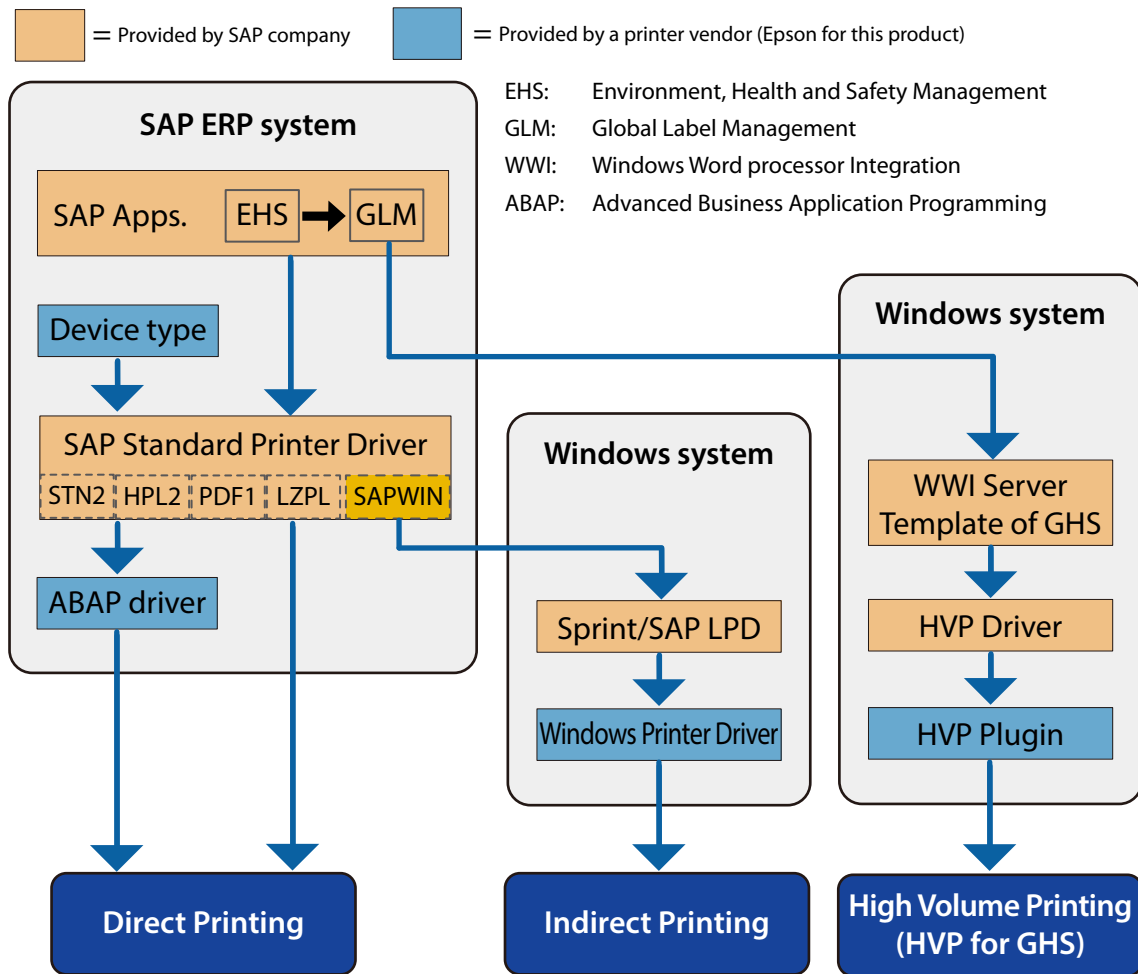 = Provided by SAP company
= Provided by a printer vendor (Epson for this product)
EHS: Environment, Health and Safety Management
GLM: Global Label Management
WWI: Windows Word processor Integration
ABAP: Advanced Business Application Programming
SAP ERP system
SAP Apps.
EHS
GLM
Device type
SAP Standard Printer Driver
STN2
HPL2
PDF1
LZPL
SAPWIN
ABAP driver
Direct Printing
Windows system
Sprint/SAP LPD
Windows Printer Driver
Indirect Printing
Windows system
WWI Server
Template of GHS
HVP Driver
HVP Plugin
High Volume Printing
(HVP for GHS)